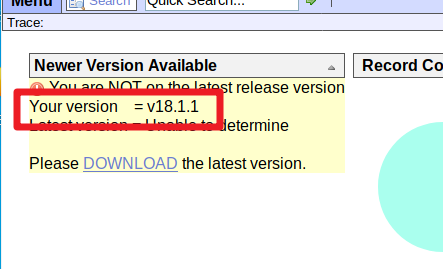 Menu Search Quick Search...
Trace:
Newer Version Available Record Co
You are NOT on the latest release version
Your version = v18.1.1
Latest version = Unable to determine
Please DOWNLOAD the latest version.